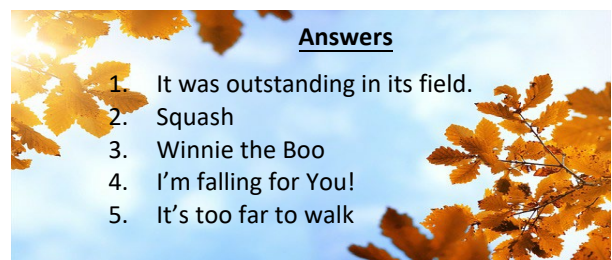 Answers
1. It was outstanding in its field.
2. Squash
3. Winnie the Boo
4. I’m falling for You!
5. It’s too far to walk